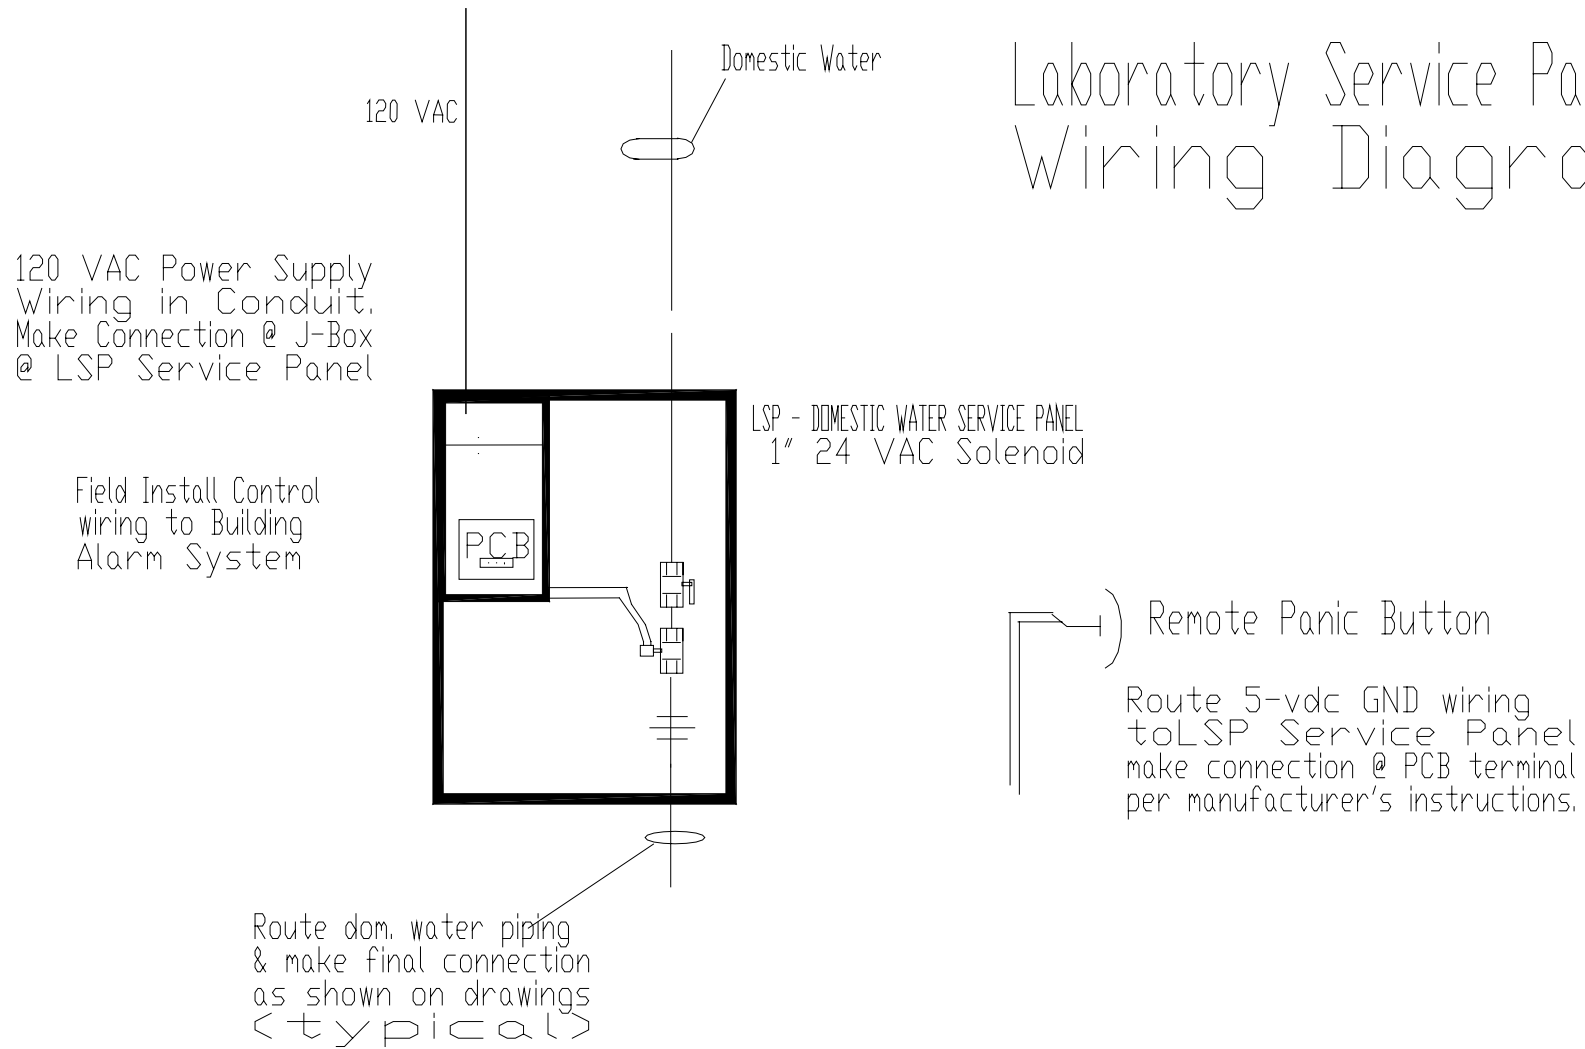 Domestic Water
120 VAC
Laboratory Service Pa
Wiring Diagra
120 VAC Power Supply
Wiring in Conduit.
Make Connection @ J-Box
@ LSP Service Panel
LSP - DOMESTIC WATER SERVICE PANEL
1" 24 VAC Solenoid
Field Install Control
wiring to Building
Alarm System
PCB
Remote Panic Button
Route 5-vdc GND wiring
toLSP Service Panel
make connection @ PCB terminal
per manufacturer's instructions.
Route dom. water piping
& make final connection
as shown on drawings
(typical)